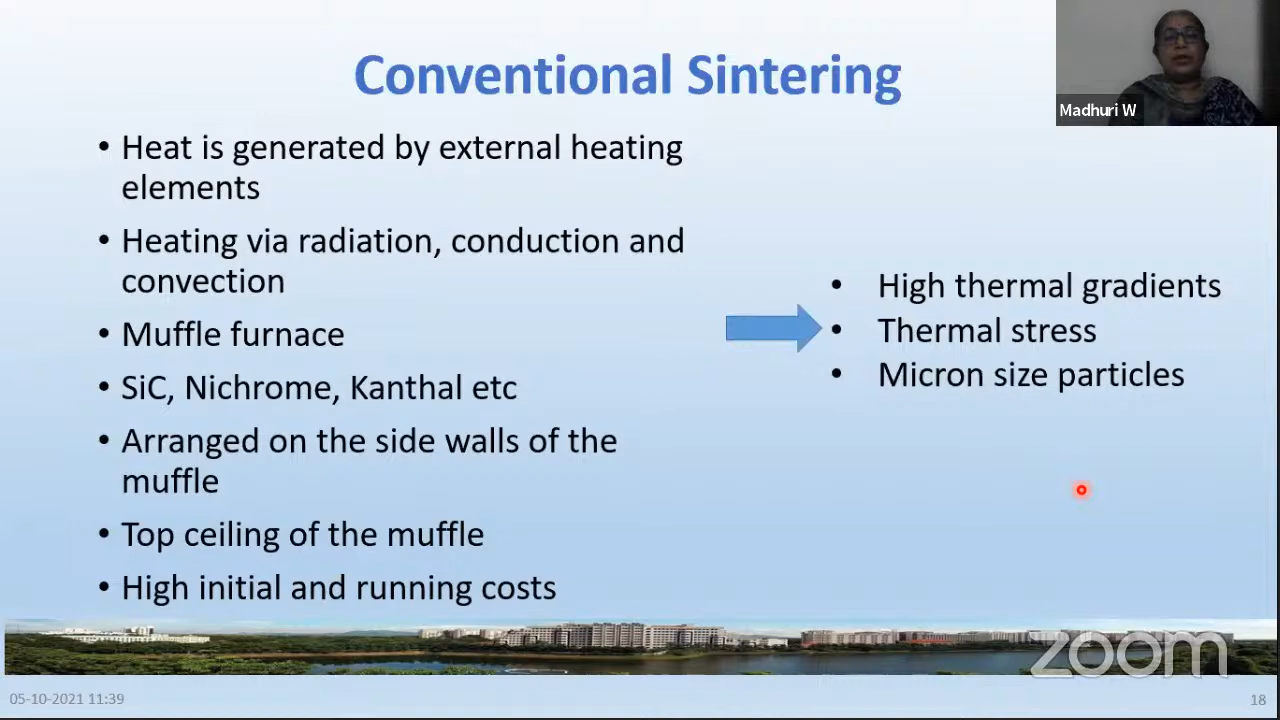 Conventional Sintering
Madhuri W
• Heat is generated by external heating
elements
• Heating via radiation, conduction and
convection
• Muffle furnace
• SiC, Nichrome, Kanthal etc
• Arranged on the side walls of the
muffle
• Top ceiling of the muffle
• High initial and running costs
• High thermal gradients
• Thermal stress
• Micron size particles
zoom
05-10-2021 11:39
18